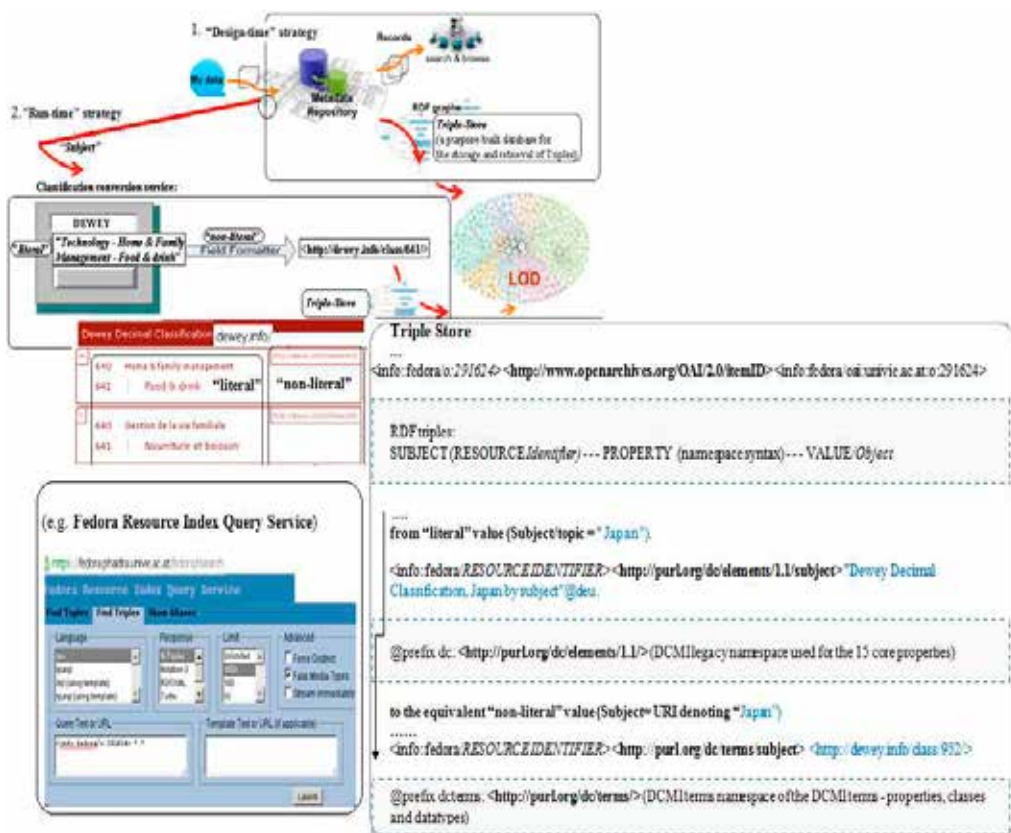 1. "Design-time" strategy
Records
search & browse
My data
Metadata
Repository
2. "Run-time" strategy
RDF graphs
Triple-Store
(a purpose built database for
the storage and retrieval of Triples)
"Subject"
Classification conversion service:
DEWEY
"literal"
"Technology - Home & Family
Management - Food & drink"
"non-literal"
Field Formatter
<http://dewey.info/class/641/>
LOD
Triple-Store
Dewey Decimal Classification
dewey.info/
640 Home & family management
641 Food & drink "literal"
"non-literal"
640 Gestion de la vie familiale
641 Nourriture et boisson
Triple Store
...
<info:fedora/o:291624> <http://www.openarchives.org/OAI/2.0/itemID> <info:fedora/oai:univie.ac.at:o:291624>
RDF triples:
SUBJECT (RESOURCE Identifier) --- PROPERTY (namespace syntax) --- VALUE/Object
....
from "literal" value (Subject/topic = "Japan").
<info:fedora/RESOURCE IDENTIFIER> <http://purl.org/dc/elements/1.1/subject> "Dewey Decimal
Classification, Japan by subject"@deu.
@prefix dc: <http://purl.org/dc/elements/1.1/> (DCMI legacy namespace used for the 15 core properties)
to the equivalent "non-literal" value (Subject= URI denoting "Japan")
......
<info:fedora/RESOURCE IDENTIFIER> <http://purl.org/dc/terms/subject> <http://dewey.info/class/952/>
@prefix dcterms: <http://purl.org/dc/terms/> (DCMI terms namespace of the DCMI terms - properties, classes
and datatypes)
(e.g. Fedora Resource Index Query Service)
Fedora Resource Index Query Service
Find Tuples Find Triples Show Aliases
Language
Response
Limit
Advanced
Force Distinct
Fake Media Types
Stream Immediately
Query Text or URL
Template Text or URL (if applicable)
Launch